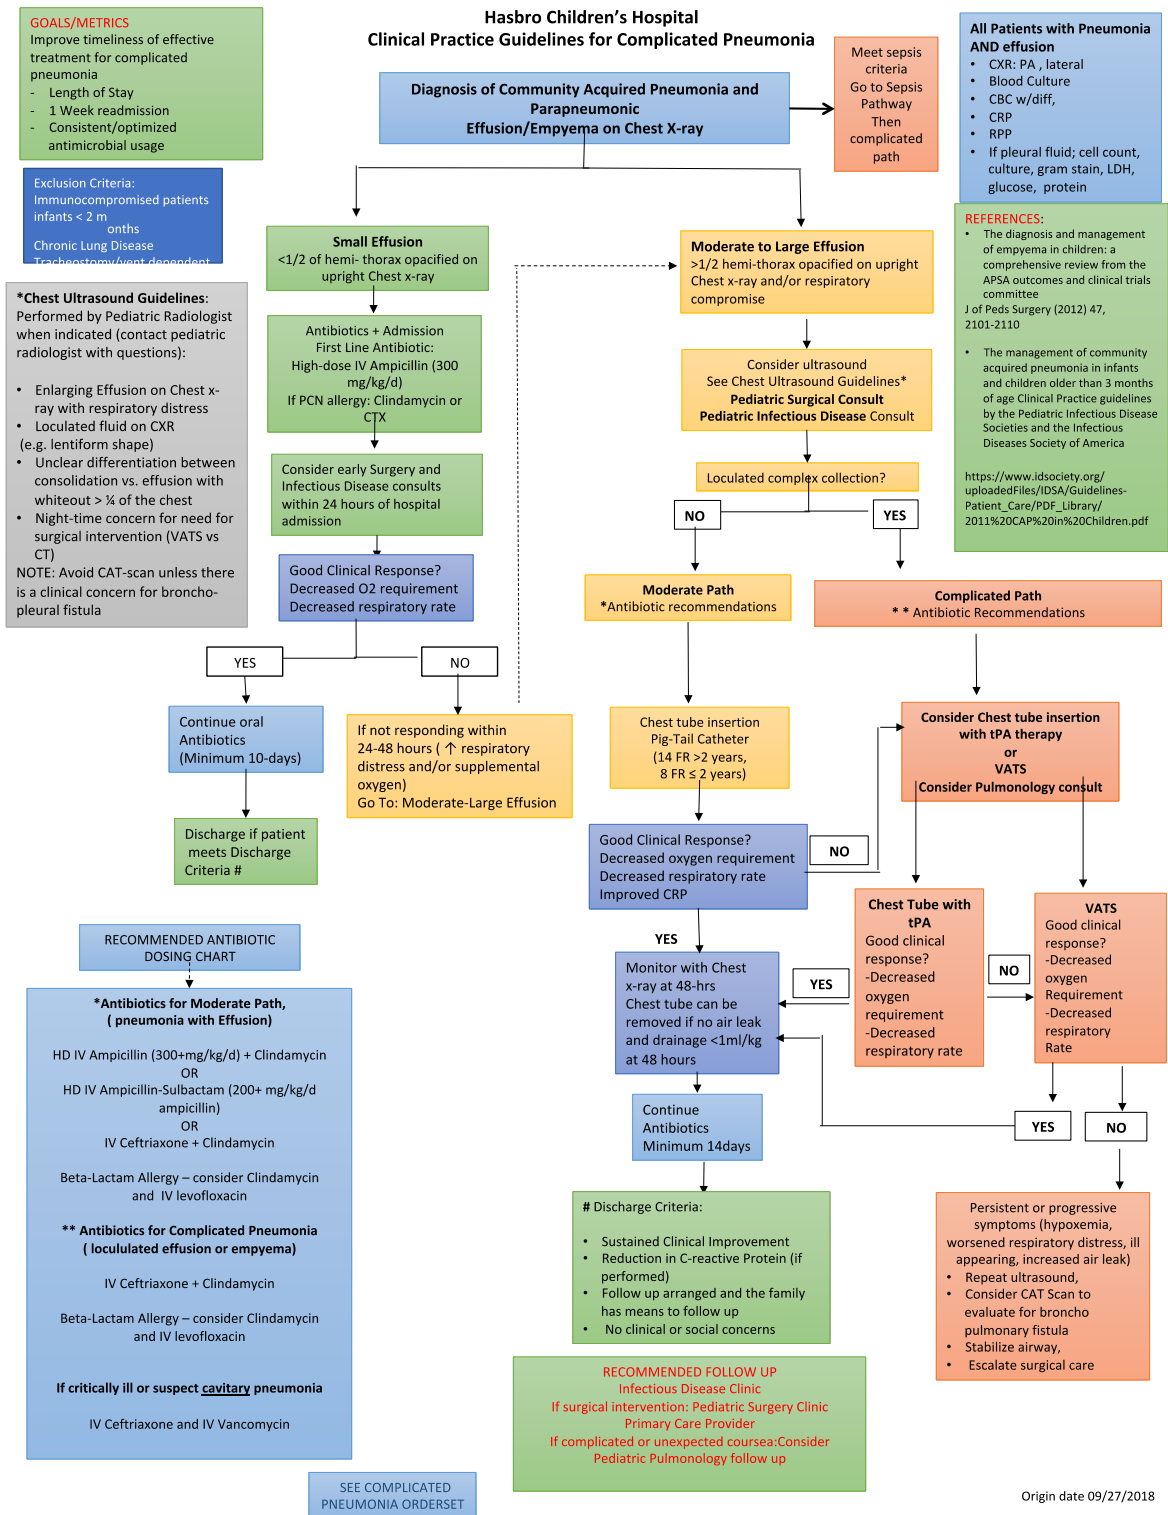 Hasbro Children’s Hospital
Clinical Practice Guidelines for Complicated Pneumonia
GOALS/METRICS
Improve timeliness of effective
treatment for complicated
pneumonia
- Length of Stay
- 1 Week readmission
- Consistent/optimized
antimicrobial usage
Exclusion Criteria:
Immunocompromised patients
infants < 2 m
onths
Chronic Lung Disease
Tracheostomy/vent dependent
*Chest Ultrasound Guidelines:
Performed by Pediatric Radiologist
when indicated (contact pediatric
radiologist with questions):
• Enlarging Effusion on Chest x-
ray with respiratory distress
• Loculated fluid on CXR
(e.g. lentiform shape)
• Unclear differentiation between
consolidation vs. effusion with
whiteout > ¼ of the chest
• Night-time concern for need for
surgical intervention (VATS vs
CT)
NOTE: Avoid CAT-scan unless there
is a clinical concern for broncho-
pleural fistula
Diagnosis of Community Acquired Pneumonia and
Parapneumonic
Effusion/Empyema on Chest X-ray
Meet sepsis
criteria
Go to Sepsis
Pathway
Then
complicated
path
All Patients with Pneumonia
AND effusion
• CXR: PA , lateral
• Blood Culture
• CBC w/diff,
• CRP
• RPP
• If pleural fluid; cell count,
culture, gram stain, LDH,
glucose, protein
REFERENCES:
• The diagnosis and management
of empyema in children: a
comprehensive review from the
APSA outcomes and clinical trials
committee
J of Peds Surgery (2012) 47,
2101-2110
• The management of community
acquired pneumonia in infants
and children older than 3 months
of age Clinical Practice guidelines
by the Pediatric Infectious Disease
Societies and the Infectious
Diseases Society of America
https://www.idsociety.org/
uploadedFiles/IDSA/Guidelines-
Patient_Care/PDF_Library/
2011%20CAP%20in%20Children.pdf
Small Effusion
<1/2 of hemi- thorax opacified on
upright Chest x-ray
Antibiotics + Admission
First Line Antibiotic:
High-dose IV Ampicillin (300
mg/kg/d)
If PCN allergy: Clindamycin or
CTX
Consider early Surgery and
Infectious Disease consults
within 24 hours of hospital
admission
Good Clinical Response?
Decreased O2 requirement
Decreased respiratory rate
YES
NO
Continue oral
Antibiotics
(Minimum 10-days)
If not responding within
24-48 hours ( ↑ respiratory
distress and/or supplemental
oxygen)
Go To: Moderate-Large Effusion
Discharge if patient
meets Discharge
Criteria #
Moderate to Large Effusion
>1/2 hemi-thorax opacified on upright
Chest x-ray and/or respiratory
compromise
Consider ultrasound
See Chest Ultrasound Guidelines*
Pediatric Surgical Consult
Pediatric Infectious Disease Consult
Loculated complex collection?
NO
YES
Moderate Path
*Antibiotic recommendations
Complicated Path
* * Antibiotic Recommendations
Chest tube insertion
Pig-Tail Catheter
(14 FR >2 years,
8 FR ≤ 2 years)
Consider Chest tube insertion
with tPA therapy
or
VATS
Consider Pulmonology consult
Good Clinical Response?
Decreased oxygen requirement
Decreased respiratory rate
Improved CRP
NO
YES
Chest Tube with
tPA
Good clinical
response?
-Decreased
oxygen
requirement
-Decreased
respiratory rate
NO
VATS
Good clinical
response?
-Decreased
oxygen
Requirement
-Decreased
respiratory
Rate
YES
Monitor with Chest
x-ray at 48-hrs
Chest tube can be
removed if no air leak
and drainage <1ml/kg
at 48 hours
YES
NO
Continue
Antibiotics
Minimum 14days
# Discharge Criteria:
• Sustained Clinical Improvement
• Reduction in C-reactive Protein (if
performed)
• Follow up arranged and the family
has means to follow up
• No clinical or social concerns
Persistent or progressive
symptoms (hypoxemia,
worsened respiratory distress, ill
appearing, increased air leak)
• Repeat ultrasound,
• Consider CAT Scan to
evaluate for broncho
pulmonary fistula
• Stabilize airway,
• Escalate surgical care
RECOMMENDED ANTIBIOTIC
DOSING CHART
*Antibiotics for Moderate Path,
( pneumonia with Effusion)
HD IV Ampicillin (300+mg/kg/d) + Clindamycin
OR
HD IV Ampicillin-Sulbactam (200+ mg/kg/d
ampicillin)
OR
IV Ceftriaxone + Clindamycin
Beta-Lactam Allergy – consider Clindamycin
and IV levofloxacin
** Antibiotics for Complicated Pneumonia
( locululated effusion or empyema)
IV Ceftriaxone + Clindamycin
Beta-Lactam Allergy – consider Clindamycin
and IV levofloxacin
If critically ill or suspect cavitary pneumonia
IV Ceftriaxone and IV Vancomycin
RECOMMENDED FOLLOW UP
Infectious Disease Clinic
If surgical intervention: Pediatric Surgery Clinic
Primary Care Provider
If complicated or unexpected coursea:Consider
Pediatric Pulmonology follow up
SEE COMPLICATED
PNEUMONIA ORDERSET
Origin date 09/27/2018